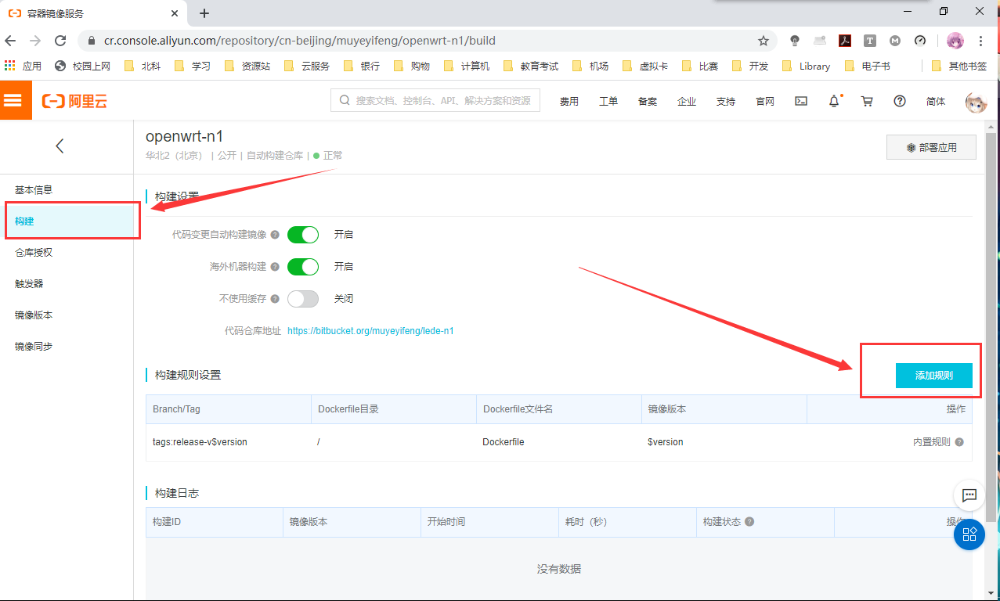 容器镜像服务
cr.console.aliyun.com/repository/cn-beijing/muyeyifeng/openwrt-n1/build
应用 校园上网 北科 学习 资源站 云服务 银行 购物 计算机 教育考试 机场 虚拟卡 比赛 开发 Library 电子书 其他书签
阿里云 搜索文档、控制台、API、解决方案和资源 费用 工单 备案 企业 支持 官网 简体
openwrt-n1
华北2（北京） | 公开 | 自动构建仓库 | 正常
部署应用
基本信息
构建
仓库授权
触发器
镜像版本
镜像同步
构建设置
代码变更自动构建镜像 开启
海外机器构建 开启
不使用缓存 关闭
代码仓库地址 https://bitbucket.org/muyeyifeng/lede-n1
构建规则设置 添加规则
Branch/Tag Dockerfile目录 Dockerfile文件名 镜像版本 操作
tags:release-v$version / Dockerfile $version 内置规则
构建日志
构建ID 镜像版本 开始时间 耗时（秒） 构建状态 操作
没有数据